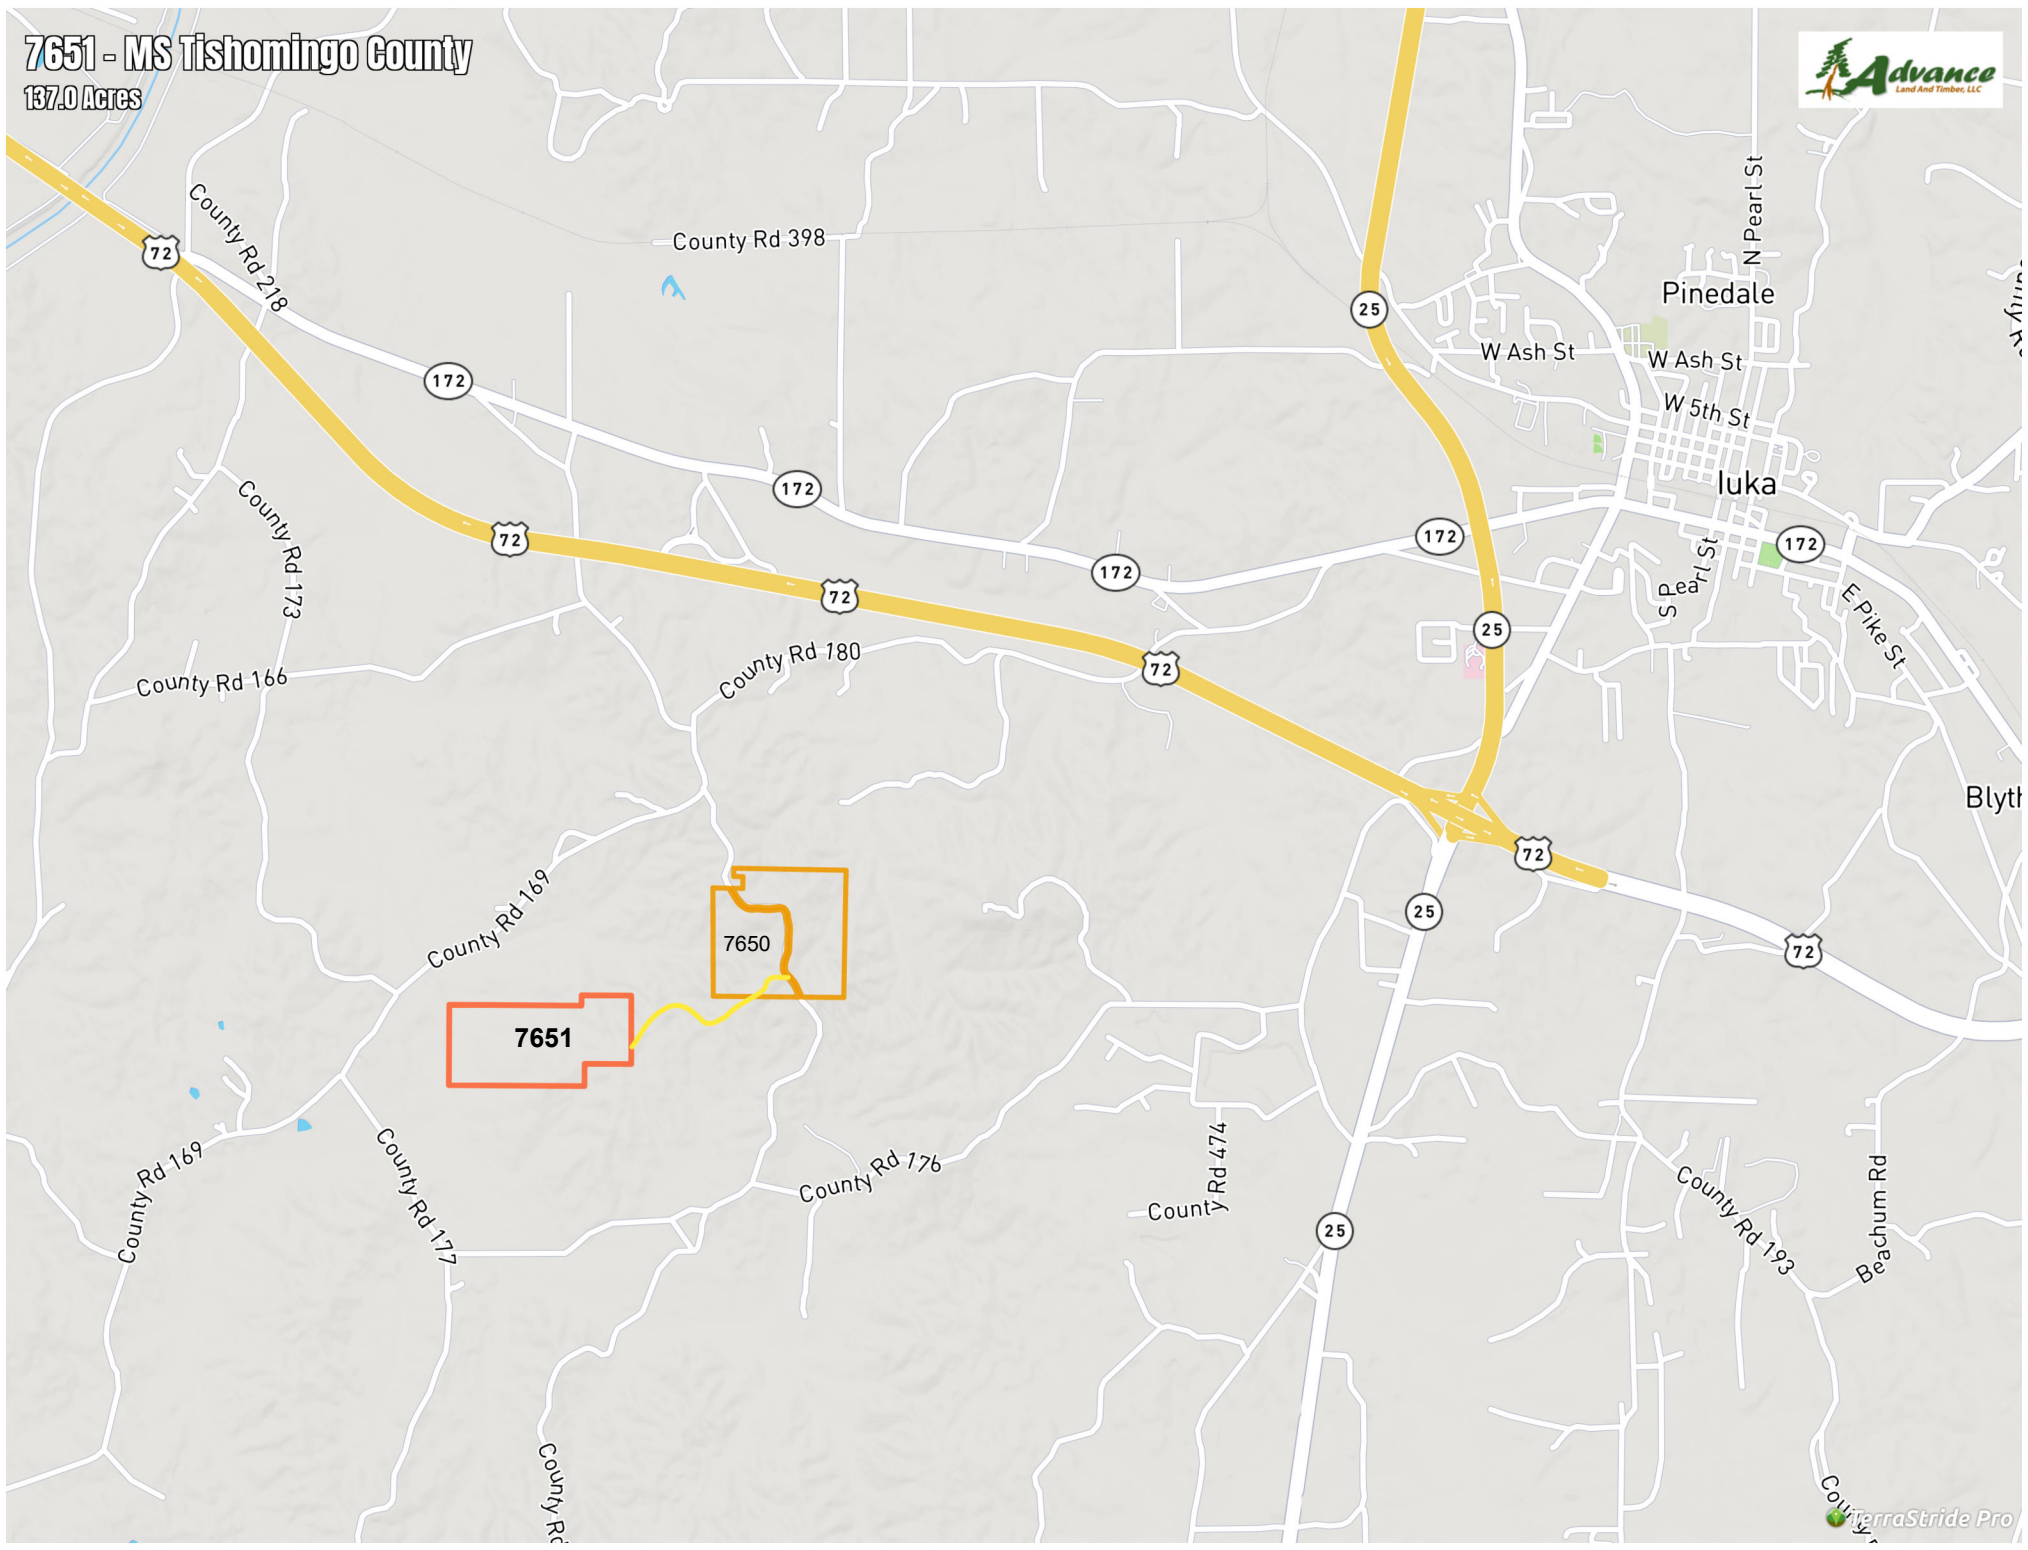 7651 - MS Tishomingo County
137.0 Acres
Advance
Land And Timber, LLC
72
County Rd 218
County Rd 398
N Pearl St
Pinedale
25
W Ash St
W Ash St
172
W 5th St
Iuka
172
County Rd 173
72
172
172
172
72
S Pearl St
E Pike St
25
County Rd 180
72
County Rd 166
Blyth
72
County Rd 169
25
7650
72
7651
County Rd 169
County Rd 177
County Rd 176
County Rd 474
County
25
County Rd 193
Beachum Rd
County Rd
County
TerraStride Pro